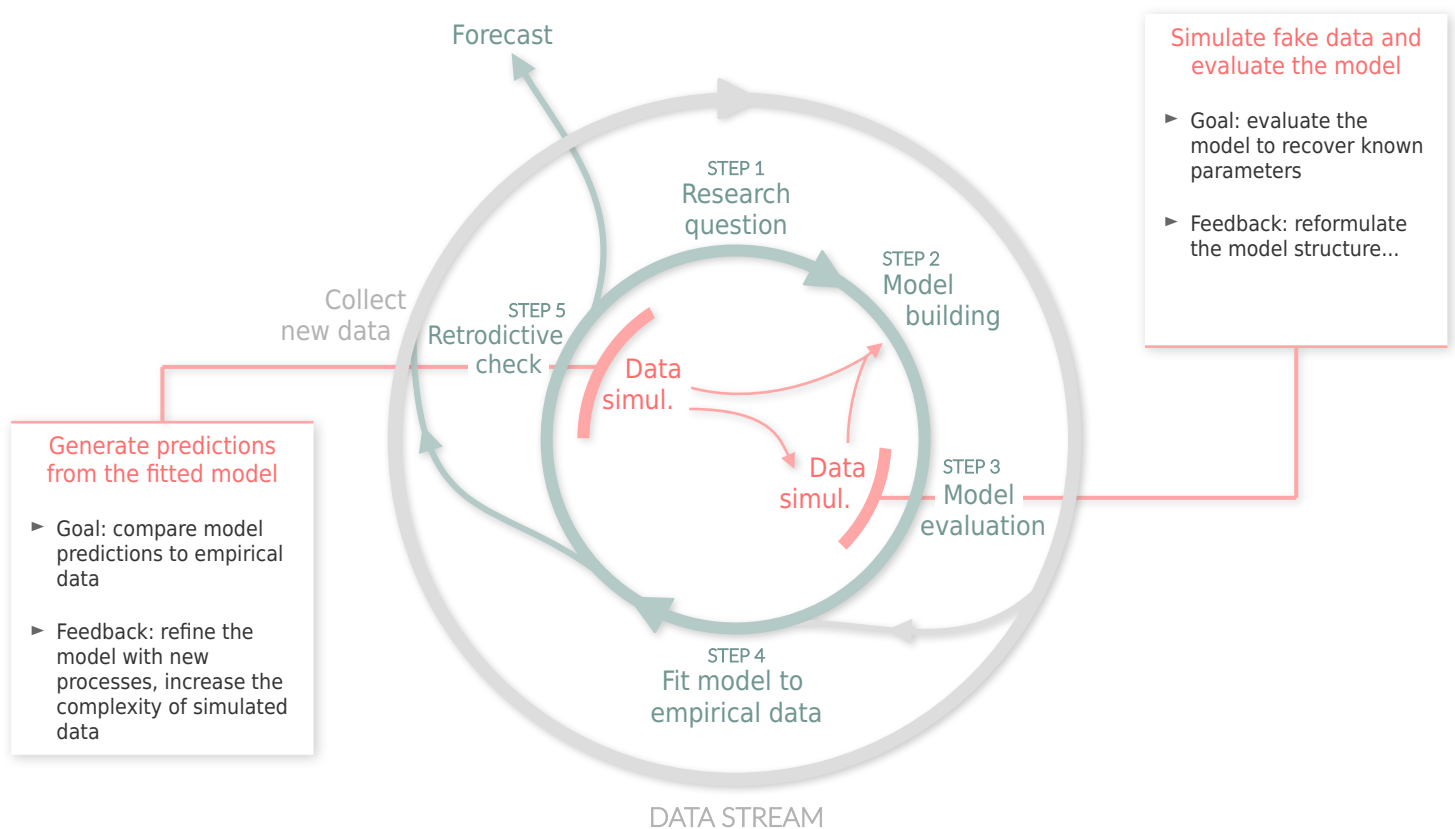 Forecast
Simulate fake data and
evaluate the model
► Goal: evaluate the
model to recover known
parameters
► Feedback: reformulate
the model structure...
STEP 1
Research
question
STEP 2
Model
building
Collect
new data
STEP 5
Retrodictive
check
Data
simul.
Data
simul.
STEP 3
Model
evaluation
Generate predictions
from the fitted model
► Goal: compare model
predictions to empirical
data
► Feedback: refine the
model with new
processes, increase the
complexity of simulated
data
STEP 4
Fit model to
empirical data
DATA STREAM